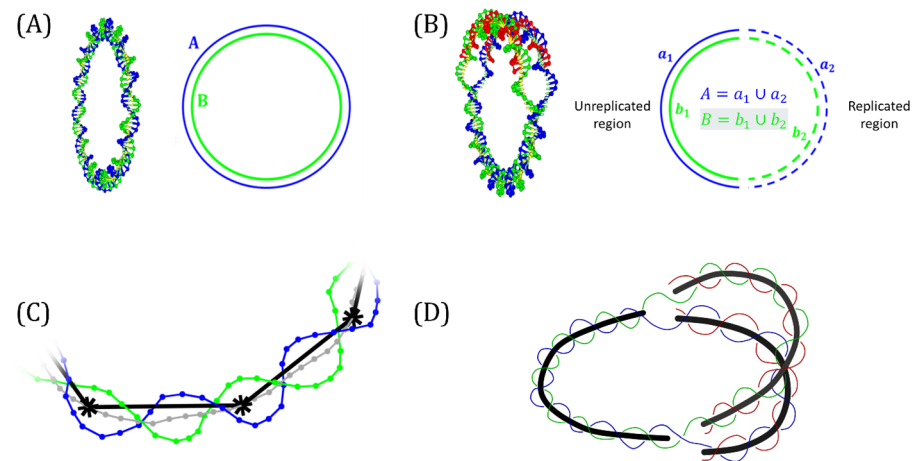 (A)
A
B
(B)
Unreplicated
region
a₁
a₂
b₁
b₂
A = a₁ ∪ a₂
B = b₁ ∪ b₂
Replicated
region
(C)
(D)